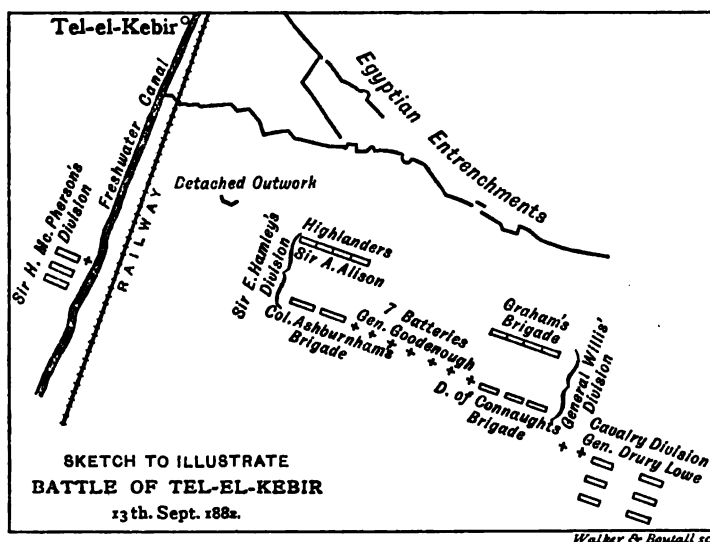 Tel-el-Kebir
Freshwater Canal
RAILWAY
Sir H. Mc. Pherson's
Division
Egyptian Entrenchments
Detached Outwork
Sir E. Hamley's
Division
Highlanders
Sir A. Alison
Col. Ashburnham's
Brigade
7 Batteries
Gen. Goodenough
Graham's
Brigade
General Willis'
Division
D. of Connaughts
Brigade
Cavalry Division
Gen. Drury Lowe
SKETCH TO ILLUSTRATE
BATTLE OF TEL-EL-KEBIR
13th. Sept. 1882.
Walker & Boutall sc